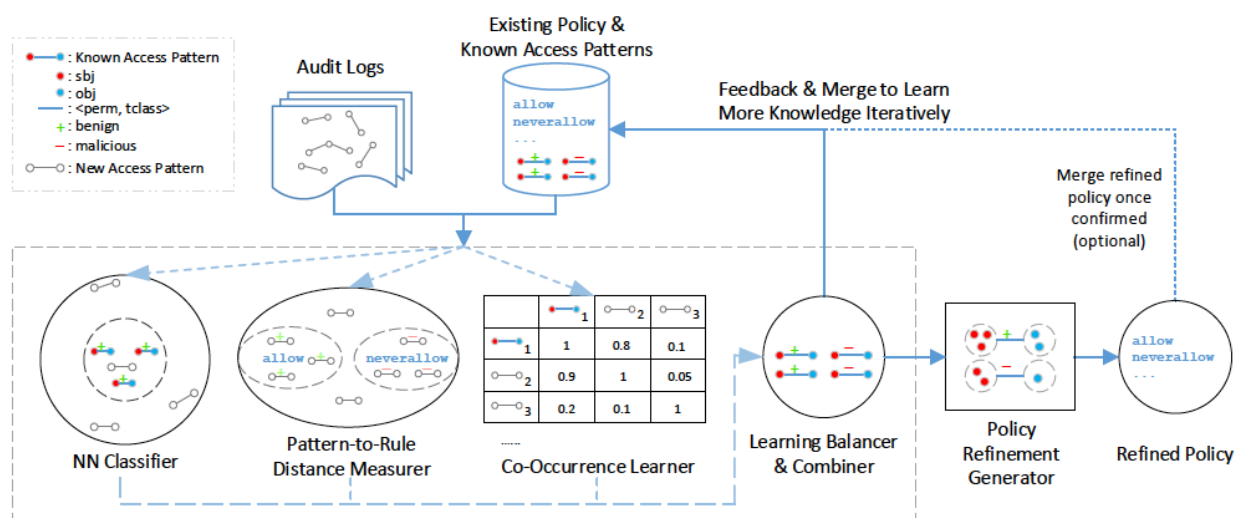 : Known Access Pattern
: sbj
: obj
: <perm, tclass>
+ : benign
− : malicious
: New Access Pattern
Audit Logs
Existing Policy &
Known Access Patterns
allow
neverallow
...
+ −
+ −
Feedback & Merge to Learn
More Knowledge Iteratively
Merge refined
policy once
confirmed
(optional)
+
+ +
+
NN Classifier
+
allow +
+
−
neverallow
− −
Pattern-to-Rule
Distance Measurer
1 2 3
1 1 0.8 0.1
2 0.9 1 0.05
3 0.2 0.1 1
......
Co-Occurrence Learner
+ −
+ −
Learning Balancer
& Combiner
+
−
Policy
Refinement
Generator
allow
neverallow
...
Refined Policy